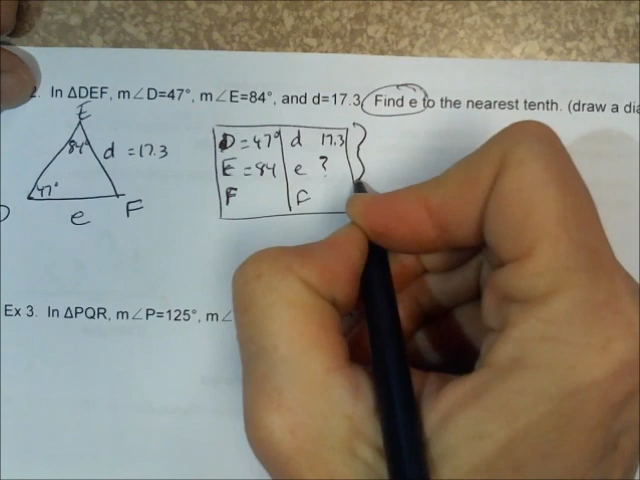 2. In ΔDEF, m∠D=47°, m∠E=84°, and d=17.3 Find e to the nearest tenth. (draw a dia
E
84°
d =17.3
47°
e
F
D = 47° d 17.3
E = 84 e ?
F F
Ex 3. In ΔPQR, m∠P=125°, m∠